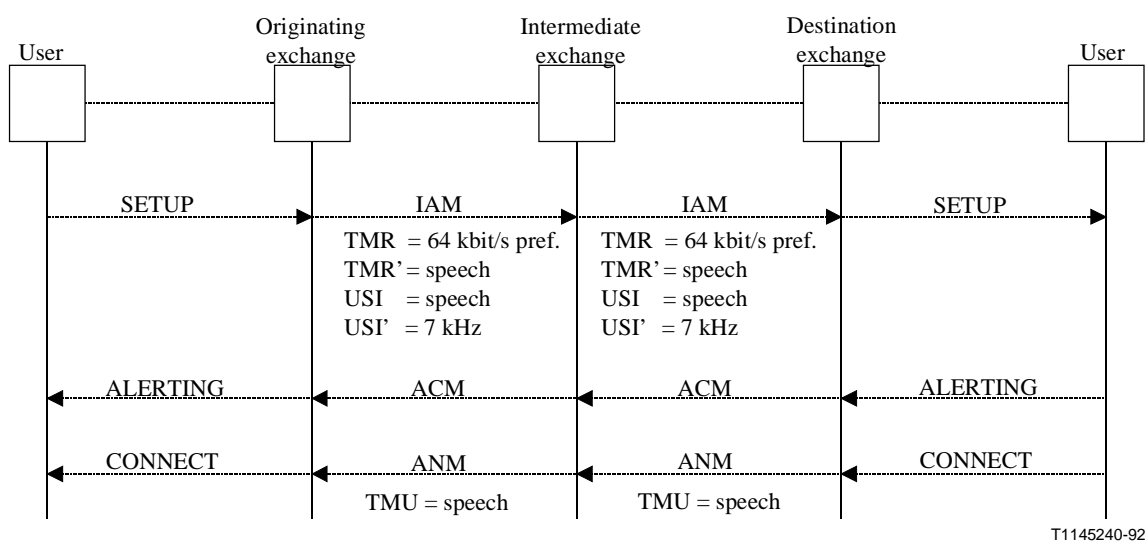 User
Originating
exchange
Intermediate
exchange
Destination
exchange
User
SETUP
IAM
IAM
SETUP
TMR = 64 kbit/s pref.
TMR’ = speech
USI = speech
USI’ = 7 kHz
TMR = 64 kbit/s pref.
TMR’ = speech
USI = speech
USI’ = 7 kHz
ALERTING
ACM
ACM
ALERTING
CONNECT
ANM
ANM
CONNECT
TMU = speech
TMU = speech
T1145240-92